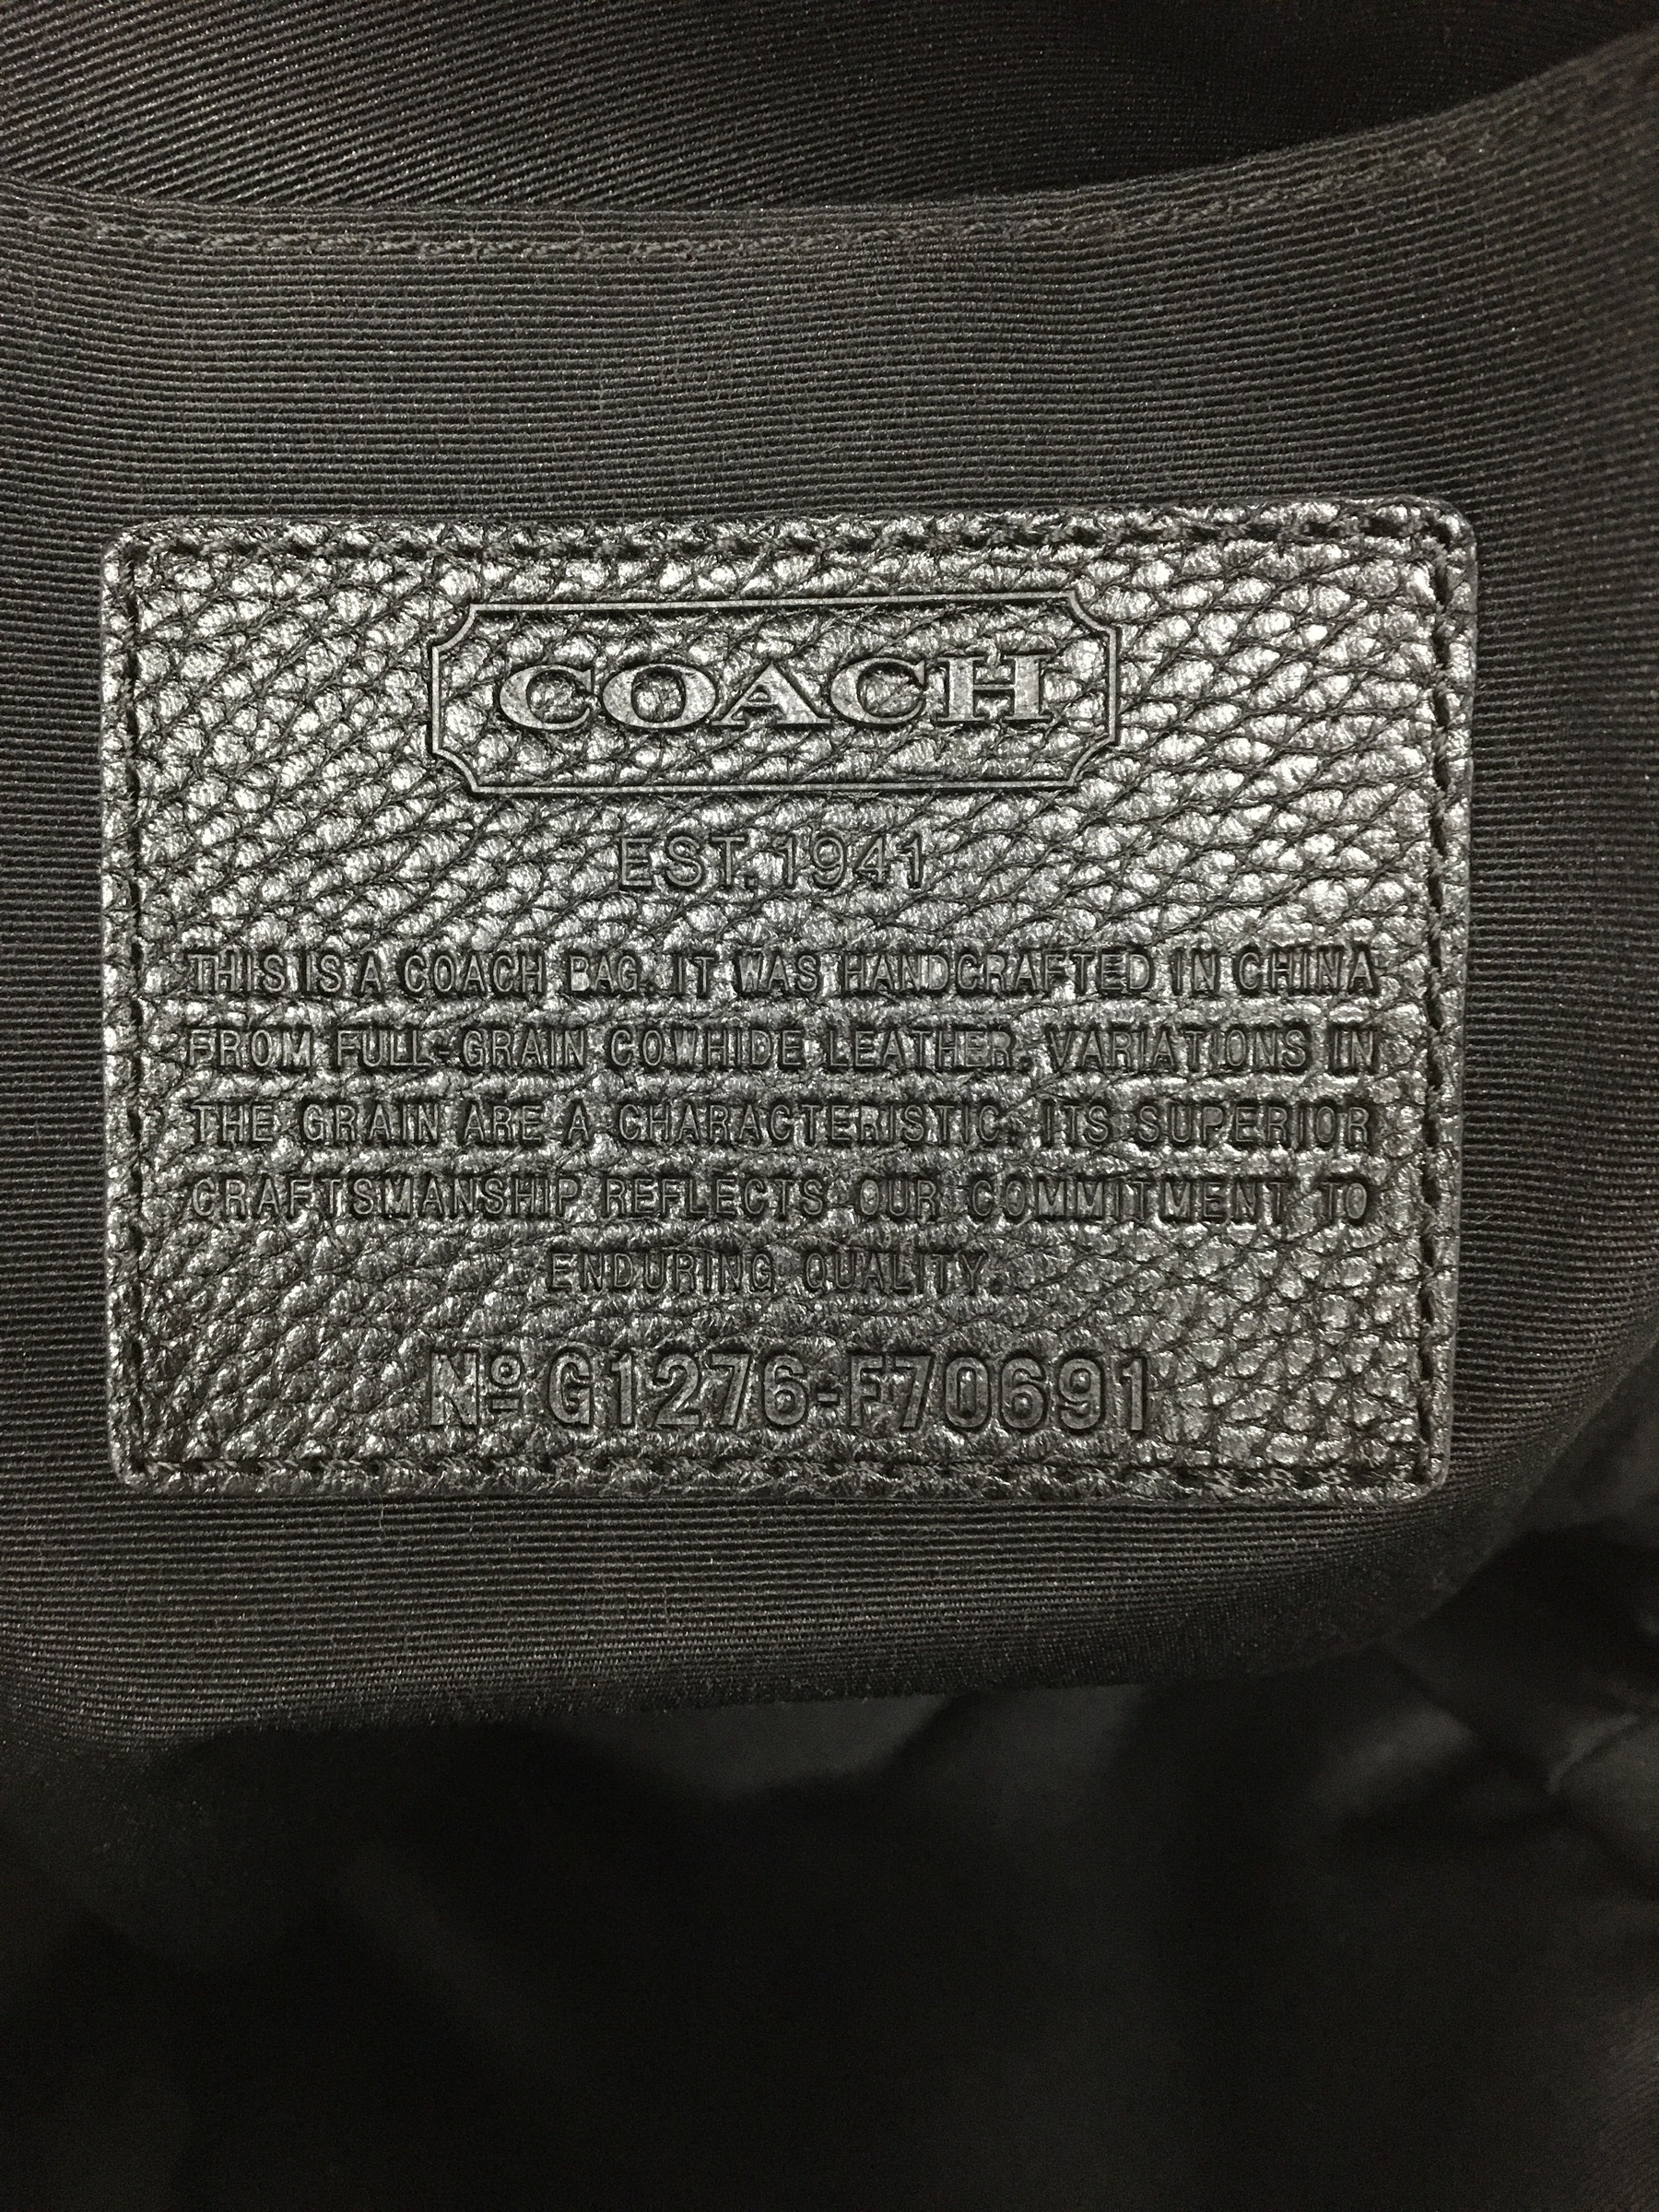 COACH
EST. 1941
THIS IS A COACH BAG. IT WAS HANDCRAFTED IN CHINA
FROM FULL-GRAIN COWHIDE LEATHER. VARIATIONS IN
THE GRAIN ARE A CHARACTERISTIC. ITS SUPERIOR
CRAFTSMANSHIP REFLECTS OUR COMMITMENT TO
ENDURING QUALITY.
Nº G1276-F70691